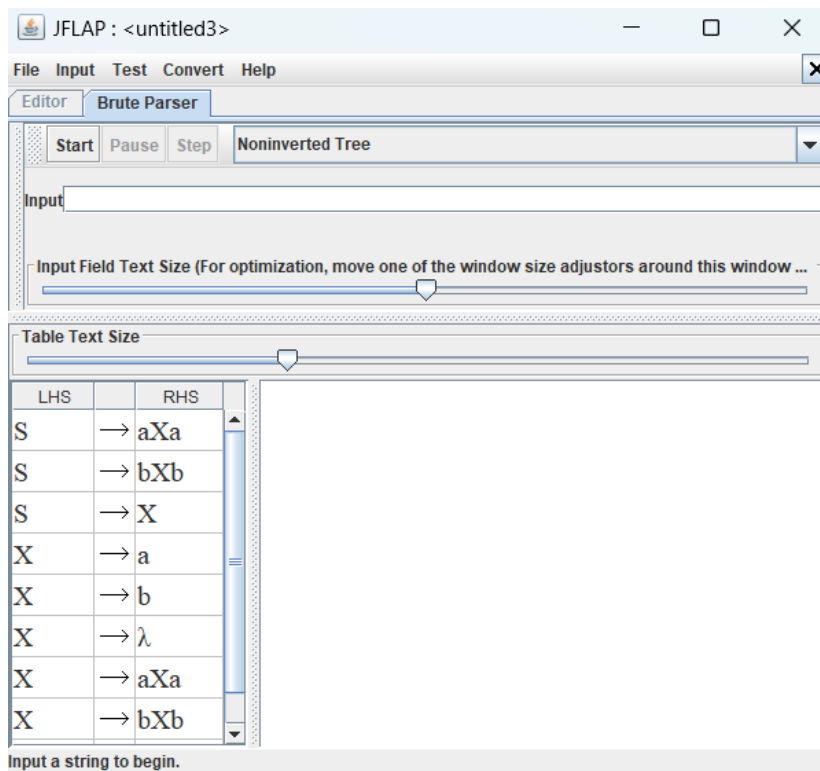 JFLAP : <untitled3>
File Input Test Convert Help
Editor Brute Parser
Start Pause Step Noninverted Tree
Input
Input Field Text Size (For optimization, move one of the window size adjustors around this window ...
Table Text Size
LHS RHS
S → aXa
S → bXb
S → X
X → a
X → b
X → λ
X → aXa
X → bXb
Input a string to begin.